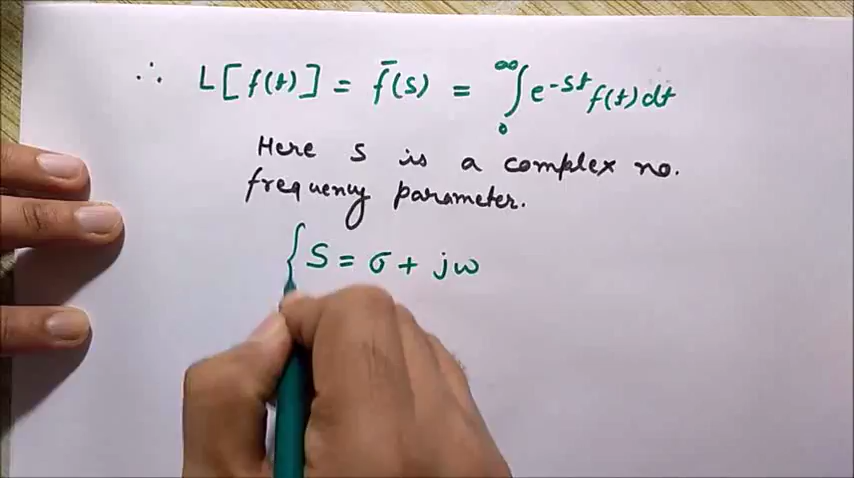 ∴ L[f(t)] = f̄(s) = ∫₀^∞ e^-st f(t)dt
Here s is a complex no.
frequency parameter.
{ S = σ + jω